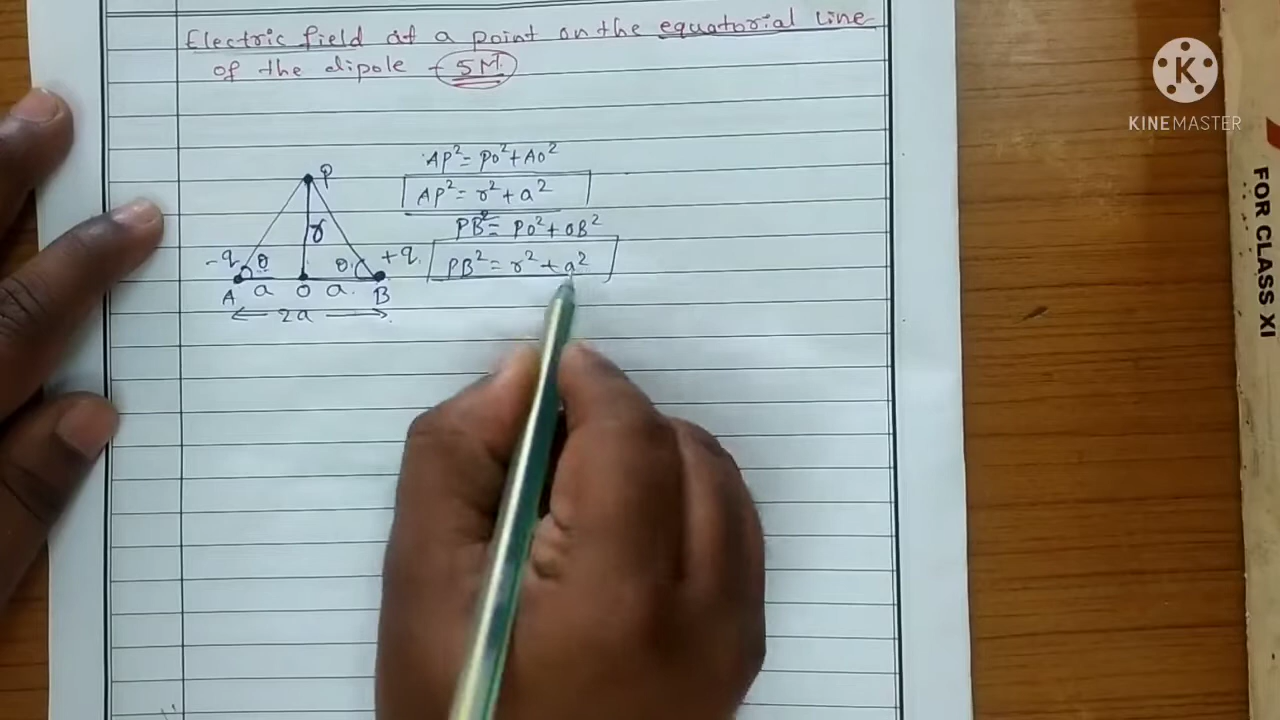 Electric field at a point on the equatorial line
of the dipole - 5M
AP² = PO² + AO²
AP² = r² + a²
PB² = PO² + OB²
PB² = r² + a²
P
r
-q θ θ +q
A a O a B
2a
K
KINEMASTER
FOR CLASS XI